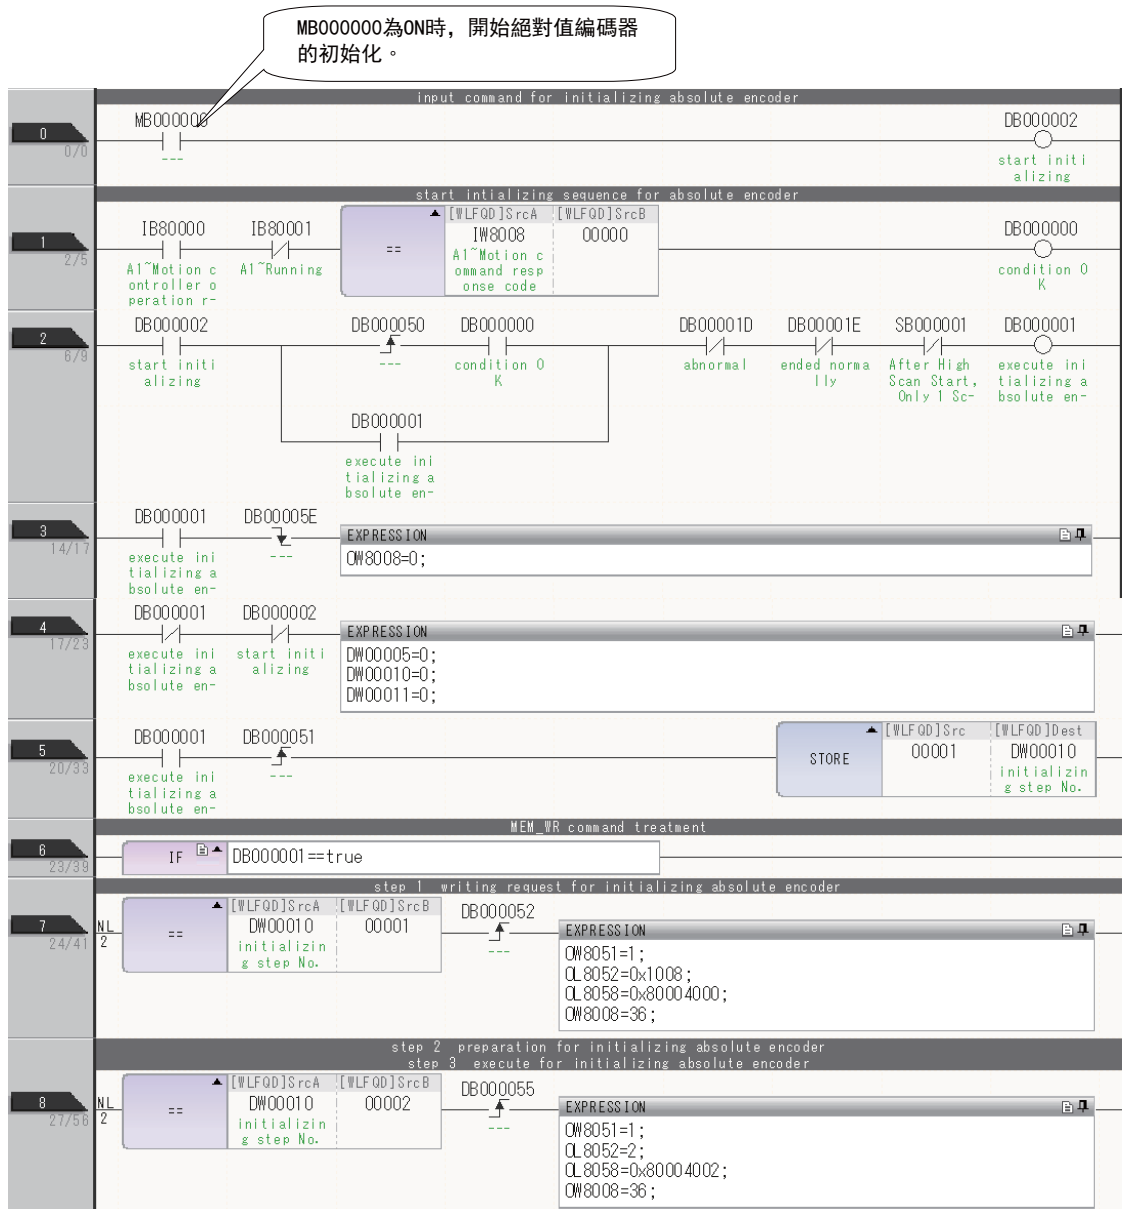 MB000000為ON時，開始絕對值編碼器
的初始化。
input command for initializing absolute encoder
0
0/0
MB000000
---
DB000002
start initi
alizing
start intializing sequence for absolute encoder
1
2/5
IB80000
A1~Motion c
ontroller o
peration r-
IB80001
A1~Running
==
[WLFQD]SrcA
IW8008
A1~Motion c
ommand resp
onse code
[WLFQD]SrcB
00000
DB000000
condition O
K
2
6/9
DB000002
start initi
alizing
DB000050
---
DB000000
condition O
K
DB00001D
abnormal
DB00001E
ended norma
lly
SB000001
After High
Scan Start,
Only 1 Sc-
DB000001
execute ini
tializing a
bsolute en-
DB000001
execute ini
tializing a
bsolute en-
3
14/17
DB000001
execute ini
tializing a
bsolute en-
DB00005E
---
EXPRESSION
OW8008=0;
4
17/23
DB000001
execute ini
tializing a
bsolute en-
DB000002
start initi
alizing
EXPRESSION
DW00005=0;
DW00010=0;
DW00011=0;
5
20/33
DB000001
execute ini
tializing a
bsolute en-
DB000051
---
STORE
[WLFQD]Src
00001
[WLFQD]Dest
DW00010
initializin
g step No.
MEM_WR command treatment
6
23/39
IF
DB000001==true
step 1  writing request for initializing absolute encoder
7
24/41
NL
2
==
[WLFQD]SrcA
DW00010
initializin
g step No.
[WLFQD]SrcB
00001
DB000052
---
EXPRESSION
OW8051=1;
OL8052=0x1008;
OL8058=0x80004000;
OW8008=36;
step 2  preparation for initializing absolute encoder
step 3  execute for initializing absolute encoder
8
27/56
NL
2
==
[WLFQD]SrcA
DW00010
initializin
g step No.
[WLFQD]SrcB
00002
DB000055
---
EXPRESSION
OW8051=1;
OL8052=2;
OL8058=0x80004002;
OW8008=36;